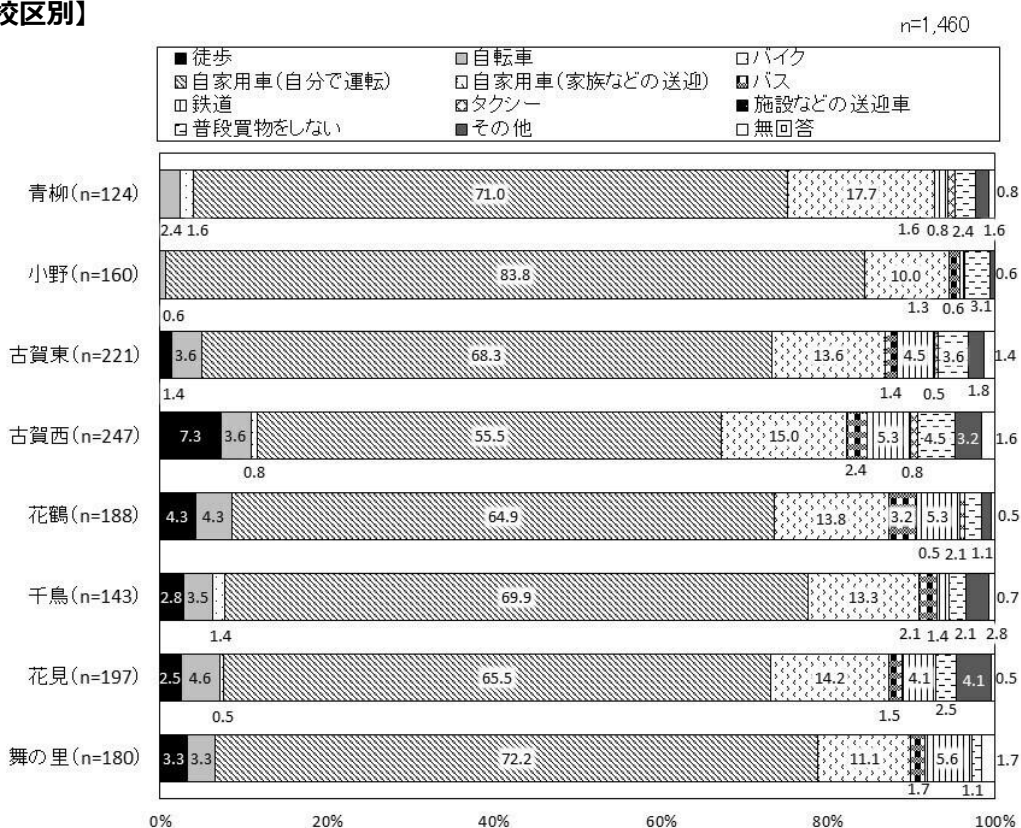 校区別】
n=1,460
■徒歩 ■自転車 □バイク
自家用車(自分で運転) 自家用車(家族などの送迎) バス
鉄道 タクシー ■施設などの送迎車
普段買物をしない ■その他 □無回答
青柳(n=124) 71.0 17.7 0.8
2.4 1.6 1.6 0.8 2.4 1.6
小野(n=160) 83.8 10.0 0.6
0.6 1.3 0.6 3.1
古賀東(n=221) 3.6 68.3 13.6 4.5 3.6 1.4
1.4 1.4 0.5 1.8
古賀西(n=247) 7.3 3.6 55.5 15.0 5.3 4.5 3.2 1.6
0.8 2.4 0.8
花鶴(n=188) 4.3 4.3 64.9 13.8 3.2 5.3 0.5
0.5 2.1 1.1
千鳥(n=143) 2.8 3.5 69.9 13.3 0.7
1.4 2.1 1.4 2.1 2.8
花見(n=197) 2.5 4.6 65.5 14.2 4.1 4.1 0.5
0.5 1.5 2.5
舞の里(n=180) 3.3 3.3 72.2 11.1 5.6 1.7
1.7 1.1
0% 20% 40% 60% 80% 100%